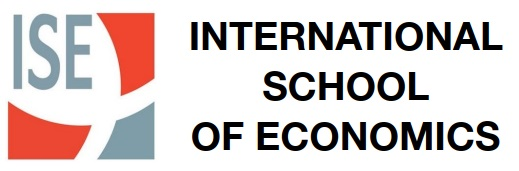 ISE
INTERNATIONAL
SCHOOL
OF ECONOMICS